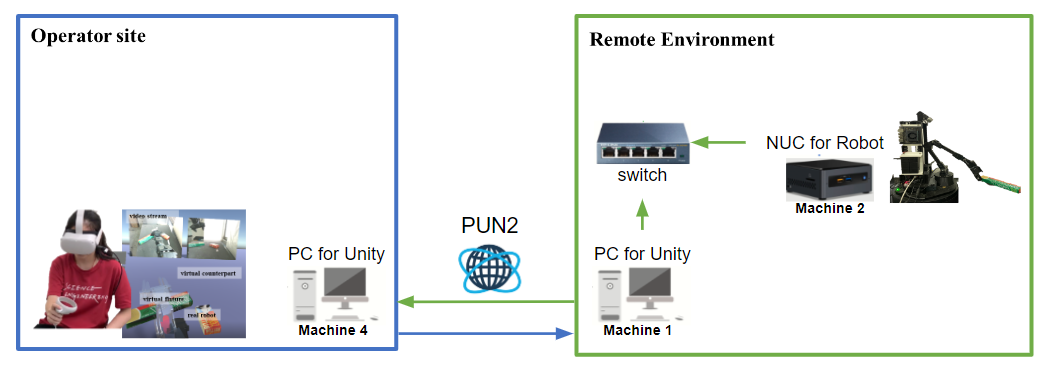 Operator site
Remote Environment
NUC for Robot
switch
Machine 2
video stream
PUN2
PC for Unity
PC for Unity
virtual counterpart
virtual fixture
real robot
Machine 4
Machine 1